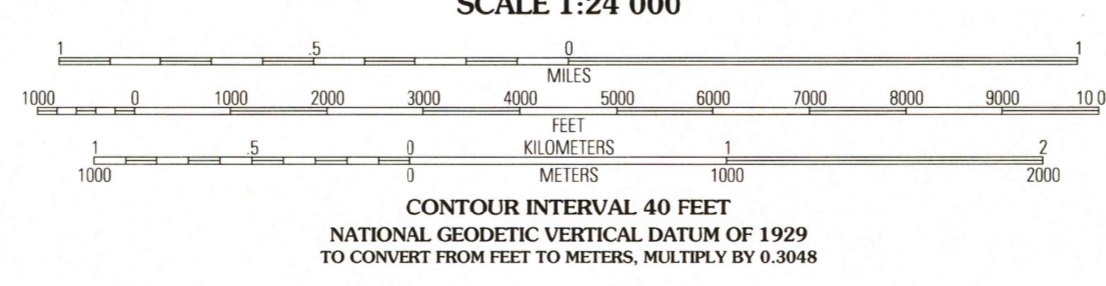 SCALE 1:24 000
1 .5 0 1
MILES
1000 0 1000 2000 3000 4000 5000 6000 7000 8000 9000 10 0
FEET
1 .5 0 KILOMETERS 1 2
1000 0 METERS 1000 2000
CONTOUR INTERVAL 40 FEET
NATIONAL GEODETIC VERTICAL DATUM OF 1929
TO CONVERT FROM FEET TO METERS, MULTIPLY BY 0.3048